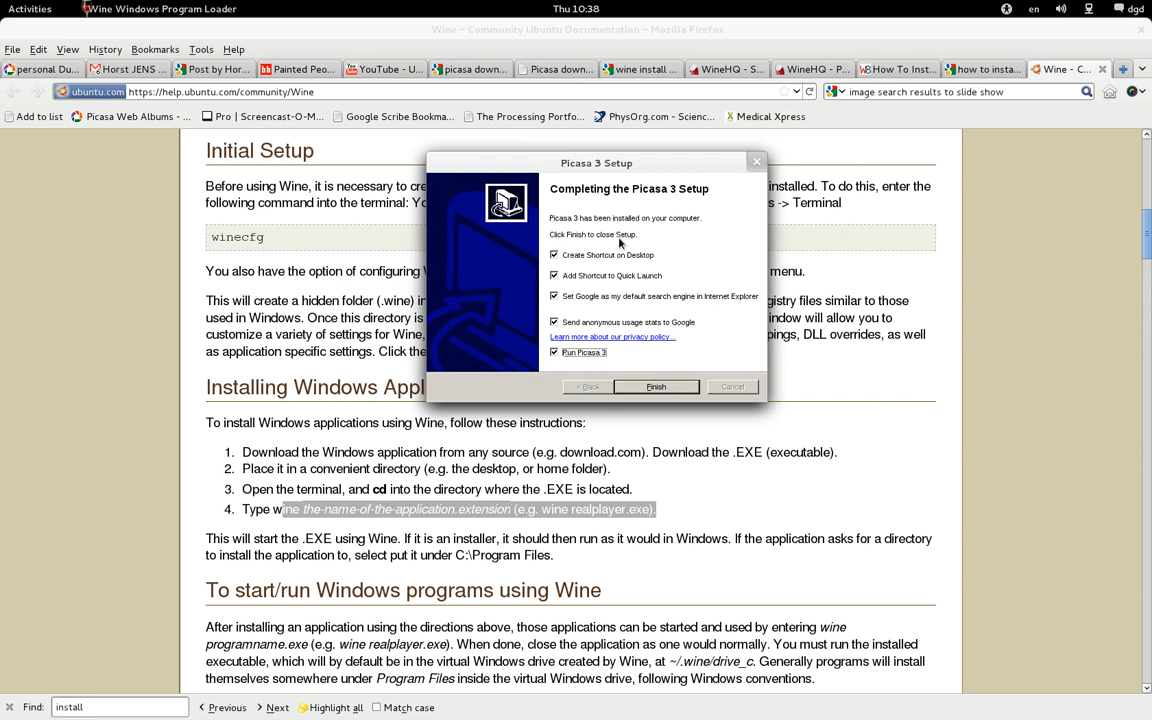 Activities
Wine Windows Program Loader
Thu 10:38
en
dgd
Wine – Community Ubuntu Documentation – Mozilla Firefox
File Edit View History Bookmarks Tools Help
personal Du...
Horst JENS ...
Post by Hor...
Painted Peo...
YouTube - U...
picasa down...
Picasa down...
wine install ...
WineHQ - S...
WineHQ - P...
How To Inst...
how to insta...
Wine – C...
ubuntu.com https://help.ubuntu.com/community/Wine
image search results to slide show
Add to list
Picasa Web Albums - ...
Pro | Screencast-O-M...
Google Scribe Bookma...
The Processing Portfo...
PhysOrg.com - Scienc...
Medical Xpress
Initial Setup
Before using Wine, it is necessary to cre
installed. To do this, enter the
following command into the terminal: Yo
s -> Terminal
winecfg
You also have the option of configuring W
menu.
This will create a hidden folder (.wine) in
gistry files similar to those
used in Windows. Once this directory is
indow will allow you to
customize a variety of settings for Wine,
pings, DLL overrides, as well
as application specific settings. Click the
Picasa 3 Setup
Completing the Picasa 3 Setup
Picasa 3 has been installed on your computer.
Click Finish to close Setup.
Create Shortcut on Desktop
Add Shortcut to Quick Launch
Set Google as my default search engine in Internet Explorer
Send anonymous usage stats to Google
Learn more about our privacy policy...
Run Picasa 3
< Back
Finish
Cancel
Installing Windows Appl
To install Windows applications using Wine, follow these instructions:
1. Download the Windows application from any source (e.g. download.com). Download the .EXE (executable).
2. Place it in a convenient directory (e.g. the desktop, or home folder).
3. Open the terminal, and cd into the directory where the .EXE is located.
4. Type wine the-name-of-the-application.extension (e.g. wine realplayer.exe).
This will start the .EXE using Wine. If it is an installer, it should then run as it would in Windows. If the application asks for a directory
to install the application to, select put it under C:\Program Files.
To start/run Windows programs using Wine
After installing an application using the directions above, those applications can be started and used by entering wine
programname.exe (e.g. wine realplayer.exe). When done, close the application as one would normally. You must run the installed
executable, which will by default be in the virtual Windows drive created by Wine, at ~/.wine/drive_c. Generally programs will install
themselves somewhere under Program Files inside the virtual Windows drive, following Windows conventions.
Find: install
Previous
Next
Highlight all
Match case